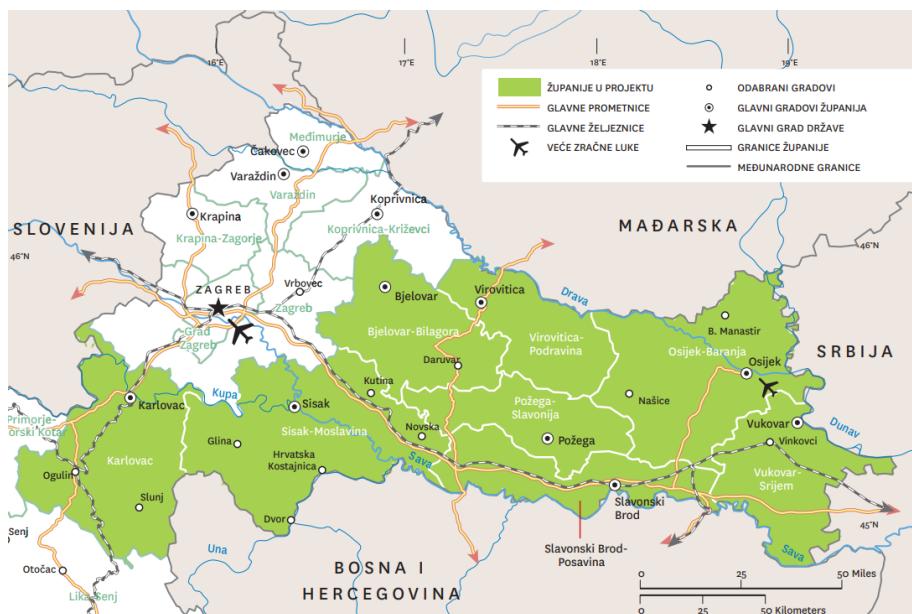 16°E
17°E
18°E
19°E
ŽUPANIJE U PROJEKTU
GLAVNE PROMETNICE
GLAVNE ŽELJEZNICE
VEĆE ZRAČNE LUKE
ODABRANI GRADOVI
GLAVNI GRADOVI ŽUPANIJA
GLAVNI GRAD DRŽAVE
GRANICE ŽUPANIJE
MEĐUNARODNE GRANICE
Međimurje
Čakovec
Varaždin
Varaždin
Koprivnica
Krapina
Koprivnica-Križevci
Krapina-Zagorje
SLOVENIJA
MAĐARSKA
46°N
46°N
ZAGREB
Vrbovec
Zagreb
Grad
Zagreb
Bjelovar
Virovitica
Drava
Bjelovar-Bilagora
Virovitica-
Podravina
B. Manastir
Osijek-Baranja
SRBIJA
Daruvar
Osijek
Kupa
Kutina
Karlovac
Sisak
Našice
Požega-
Slavonija
Primorje-
orski Kotar
Glina
Sisak-Moslavina
Novska
Požega
Vukovar
Dunav
Vinkovci
Karlovac
Hrvatska
Kostajnica
Sava
Ogulin
Vukovar-
Srijem
Slunj
Slavonski
Brod
Dvor
Senj
Una
Slavonski Brod-
Posavina
45°N
Sava
Otočac
BOSNA I
HERCEGOVINA
Lika-Senj
0 25 50 Miles
0 25 50 Kilometers